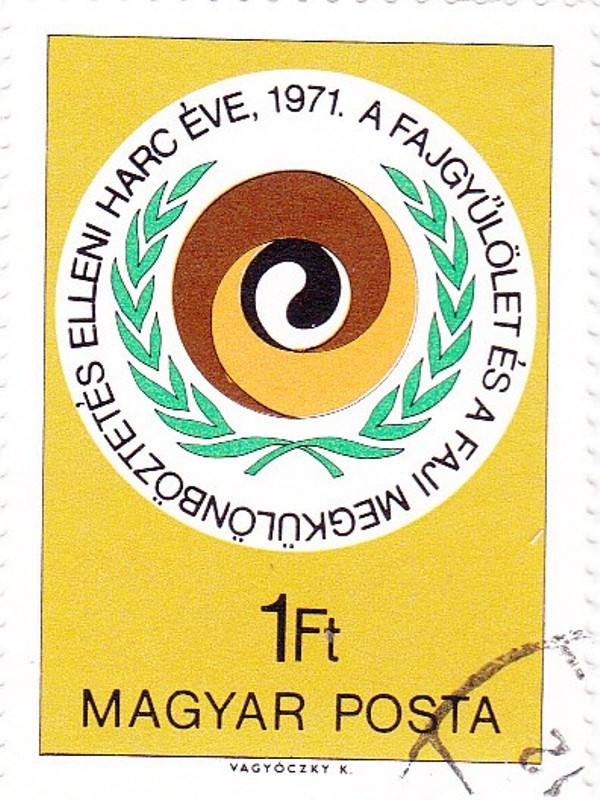 A FAJGYŰLÖLET ÉS A FAJI MEGKÜLÖNBÖZTETÉS ELLENI HARC ÉVE, 1971.
1Ft
MAGYAR POSTA
VAGYÓCZKY K.